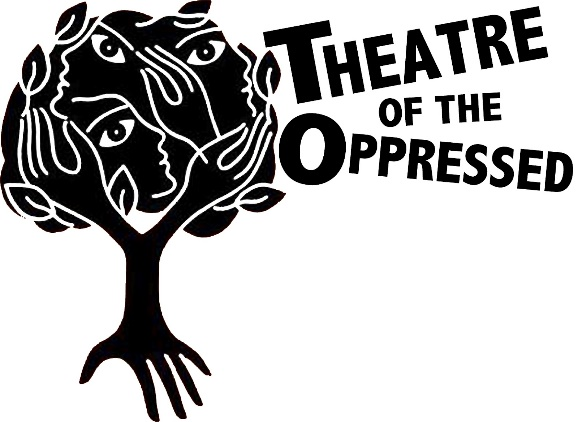 THEATRE
OF THE
OPPRESSED